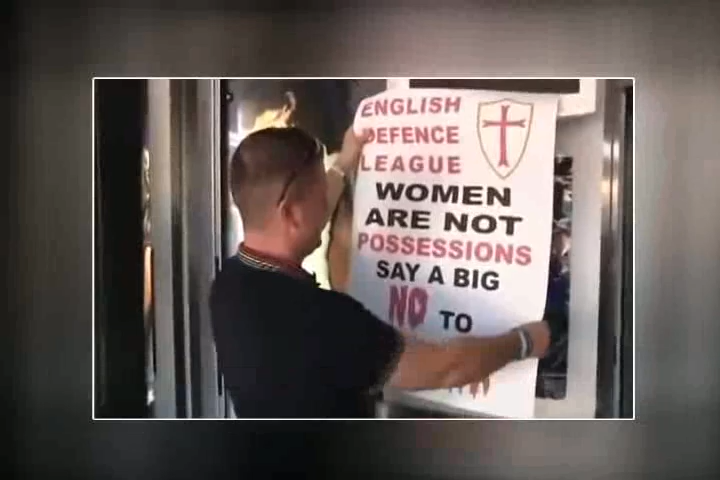 ENGLISH
DEFENCE
LEAGUE
WOMEN
ARE NOT
POSSESSIONS
SAY A BIG
NO TO